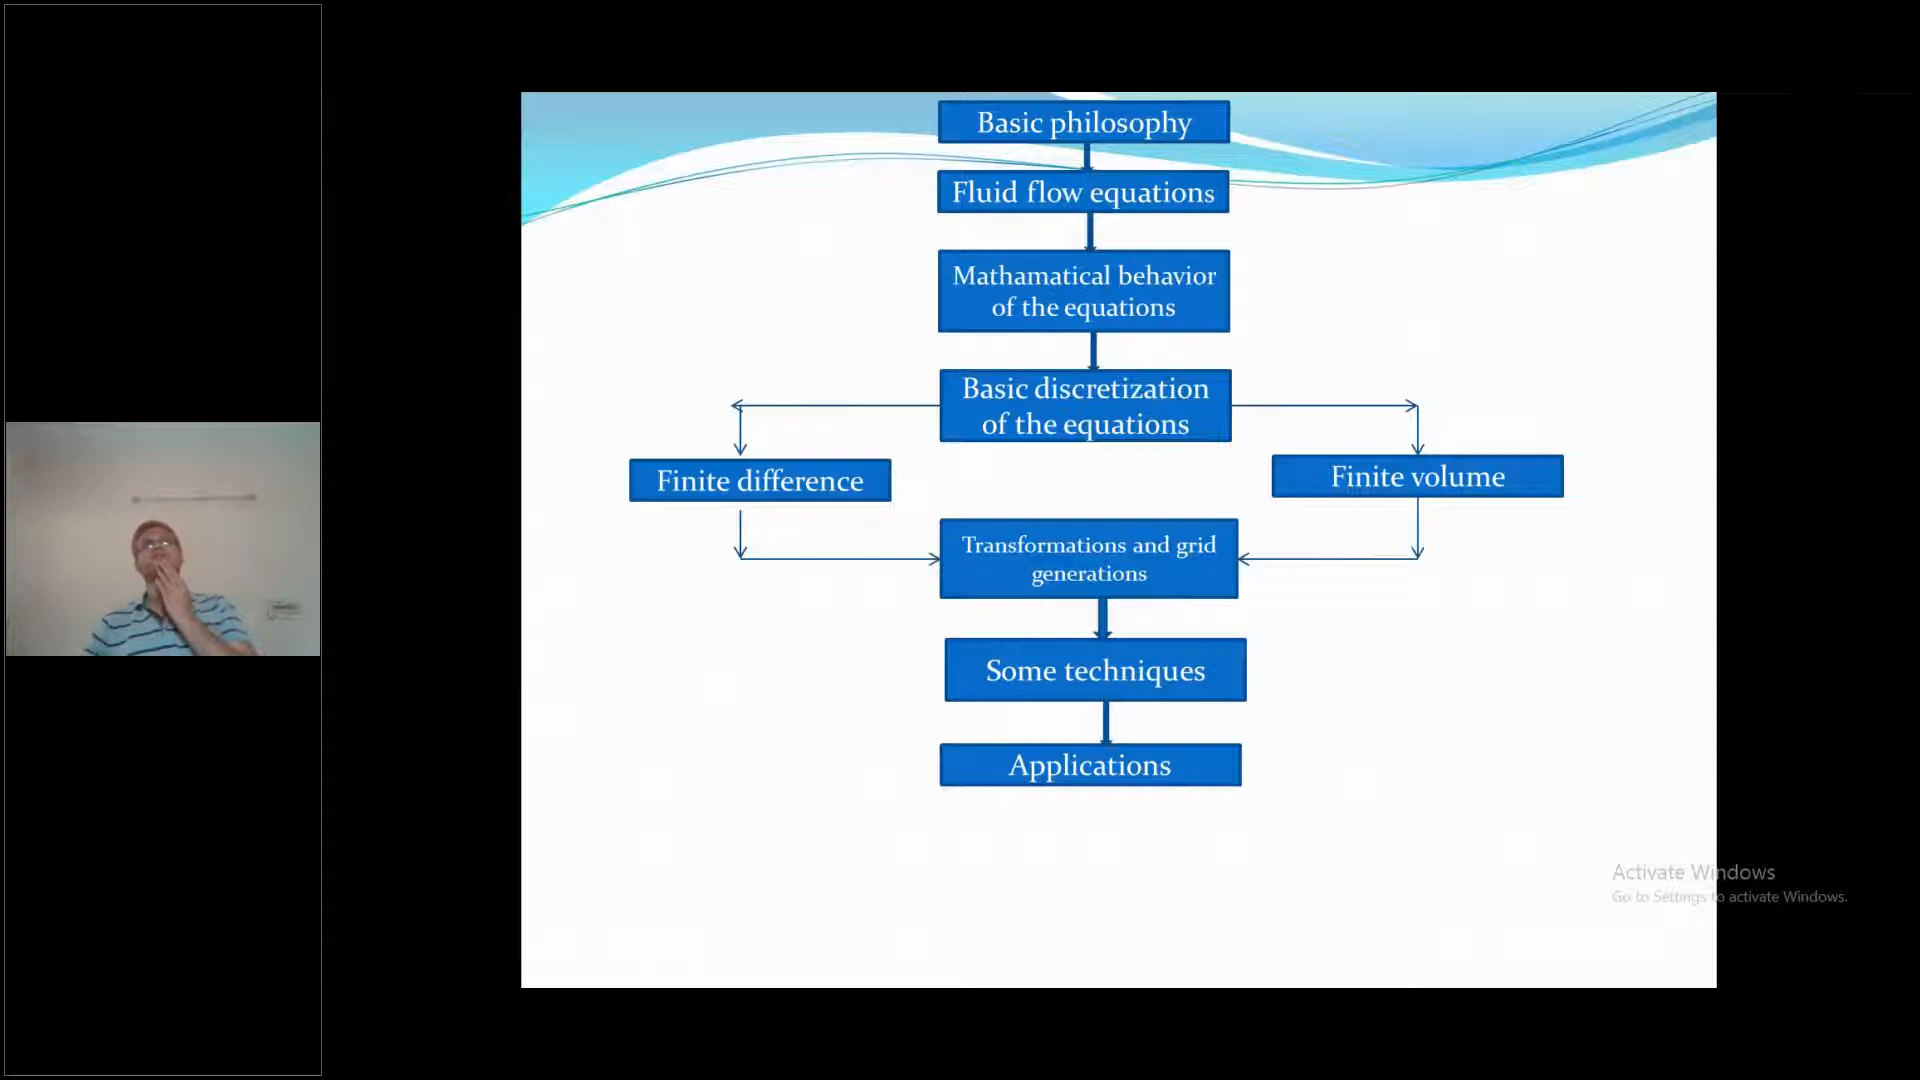 Basic philosophy
Fluid flow equations
Mathamatical behavior
of the equations
Basic discretization
of the equations
Finite difference
Finite volume
Transformations and grid
generations
Some techniques
Applications
Activate Windows
Go to Settings to activate Windows.